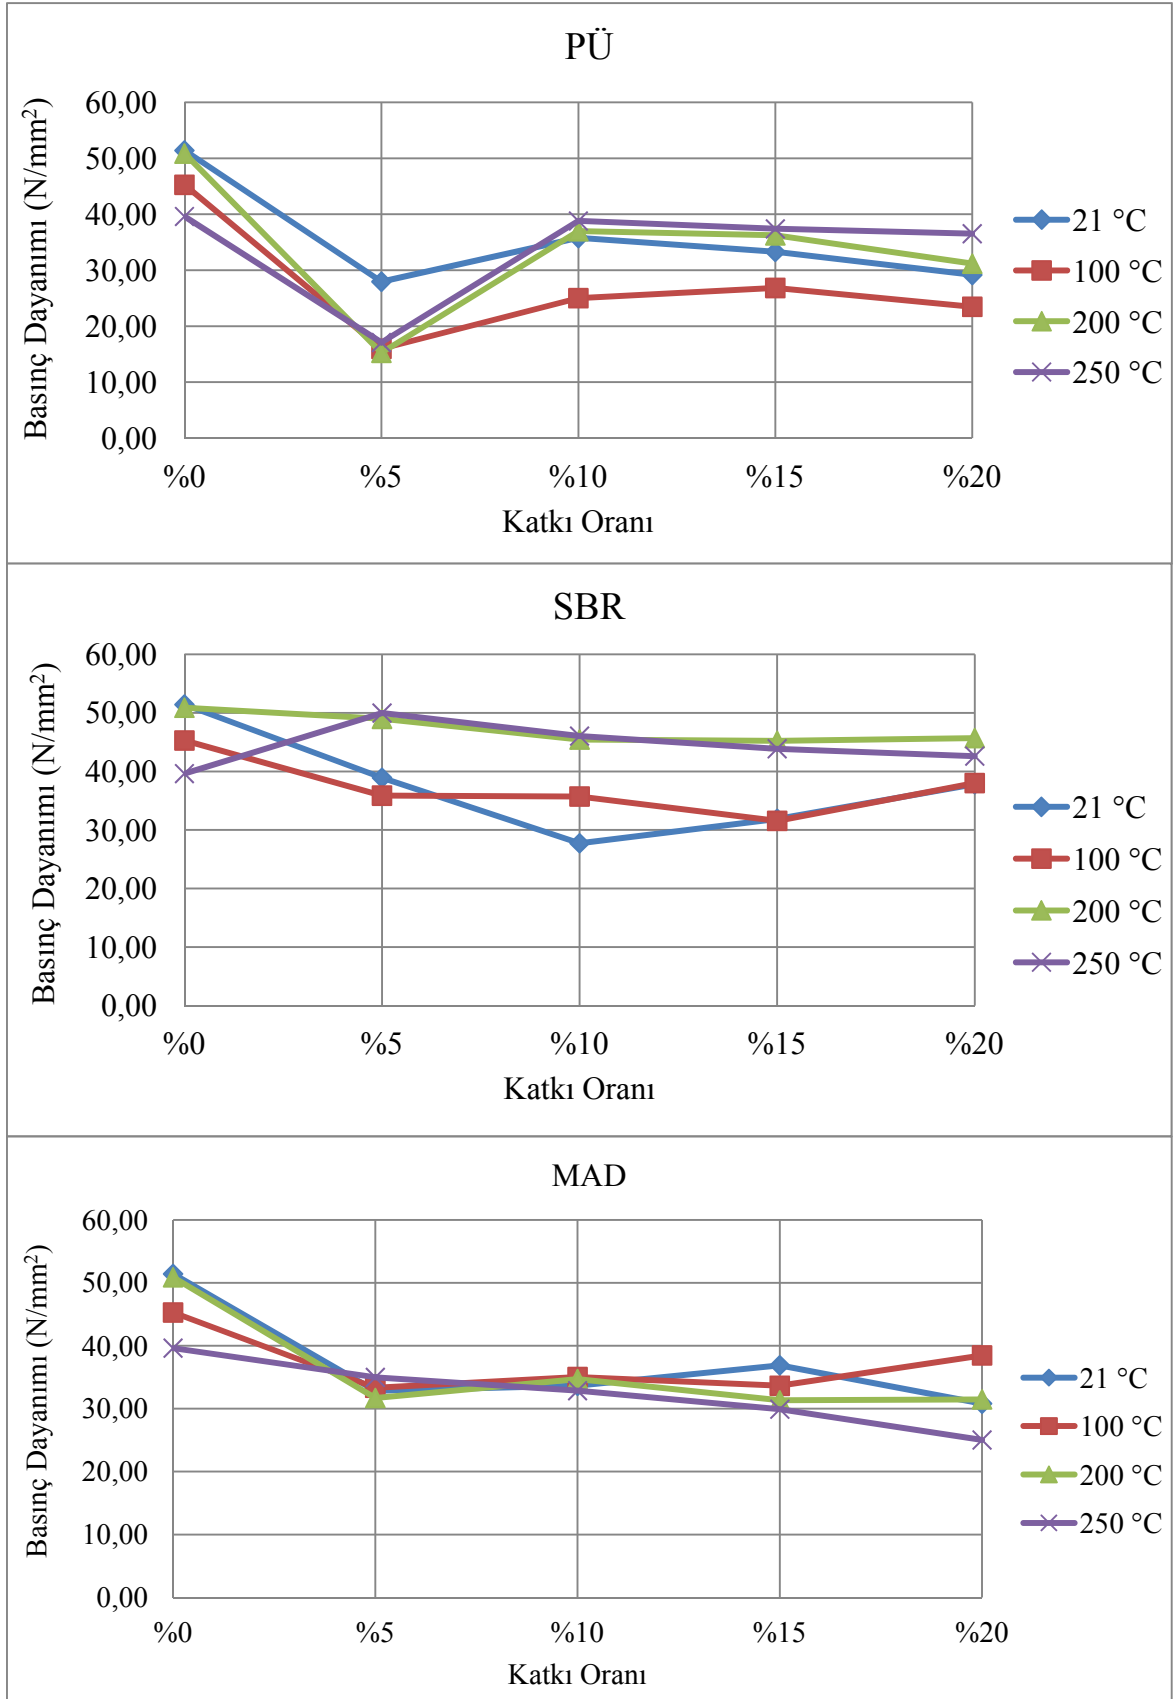 PÜ
Basınç Dayanımı (N/mm²)
60,00
50,00
40,00
30,00
20,00
10,00
0,00
%0 %5 %10 %15 %20
Katkı Oranı
21 °C
100 °C
200 °C
250 °C
SBR
Basınç Dayanımı (N/mm²)
60,00
50,00
40,00
30,00
20,00
10,00
0,00
%0 %5 %10 %15 %20
Katkı Oranı
21 °C
100 °C
200 °C
250 °C
MAD
Basınç Dayanımı (N/mm²)
60,00
50,00
40,00
30,00
20,00
10,00
0,00
%0 %5 %10 %15 %20
Katkı Oranı
21 °C
100 °C
200 °C
250 °C